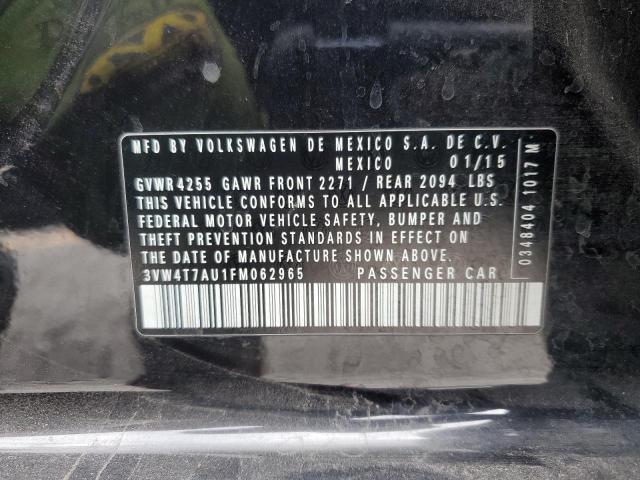 MFD BY VOLKSWAGEN DE MEXICO S.A. DE C.V.
MEXICO 01/15
GVWR 4255 GAWR FRONT 2271 / REAR 2094 LBS
THIS VEHICLE CONFORMS TO ALL APPLICABLE U.S.
FEDERAL MOTOR VEHICLE SAFETY, BUMPER AND
THEFT PREVENTION STANDARDS IN EFFECT ON THE
DATE OF MANUFACTURE SHOWN ABOVE.
3VW4T7AU1FM062965 PASSENGER CAR
0348404 1017 M